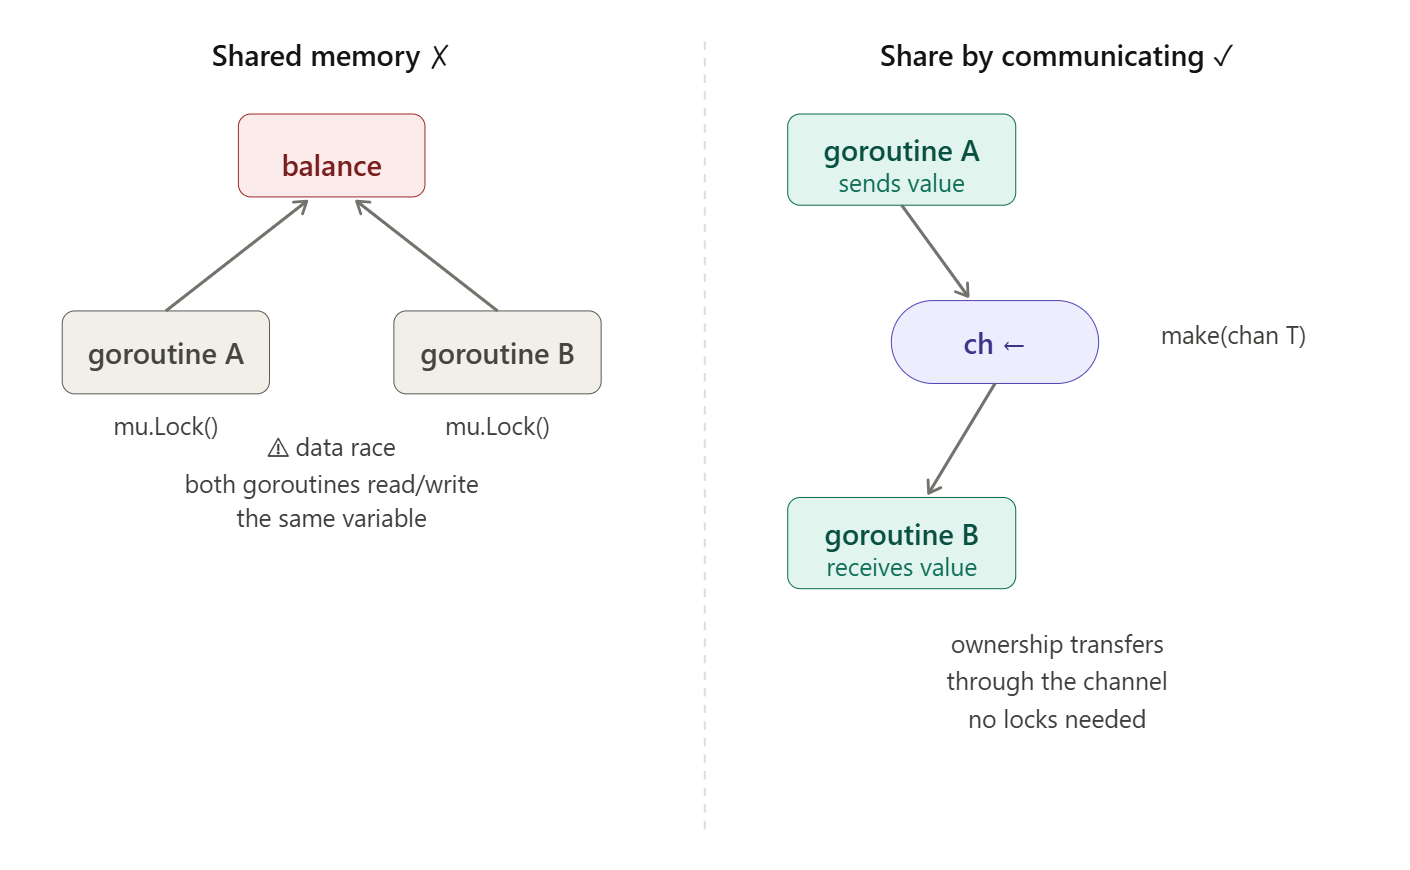 Shared memory ✗
balance
goroutine A
goroutine B
mu.Lock()
mu.Lock()
⚠ data race
both goroutines read/write
the same variable
Share by communicating ✓
goroutine A
sends value
ch ←
make(chan T)
goroutine B
receives value
ownership transfers
through the channel
no locks needed